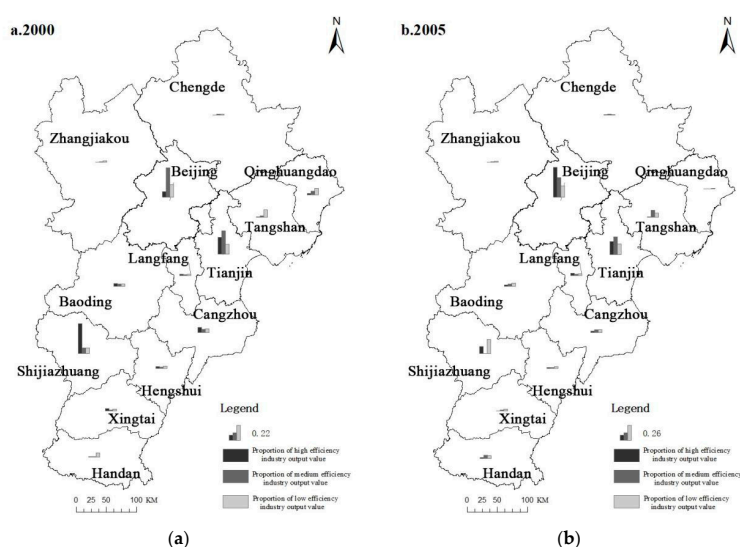 a.2000
N
Chengde
Zhangjiakou
Beijing
Qinghuangdao
Tangshan
Langfang
Tianjin
Baoding
Cangzhou
Shijiazhuang
Hengshui
Xingtai
Handan
Legend
0.22
Proportion of high efficiency
industry output value
Proportion of medium efficiency
industry output value
Proportion of low efficiency
industry output value
0 25 50 100 KM
(a)
b.2005
N
Chengde
Zhangjiakou
Beijing
Qinghuangdao
Tangshan
Langfang
Tianjin
Baoding
Cangzhou
Shijiazhuang
Hengshui
Xingtai
Handan
Legend
0.26
Proportion of high efficiency
industry output value
Proportion of medium efficiency
industry output value
Proportion of low efficiency
industry output value
0 25 50 100 KM
(b)